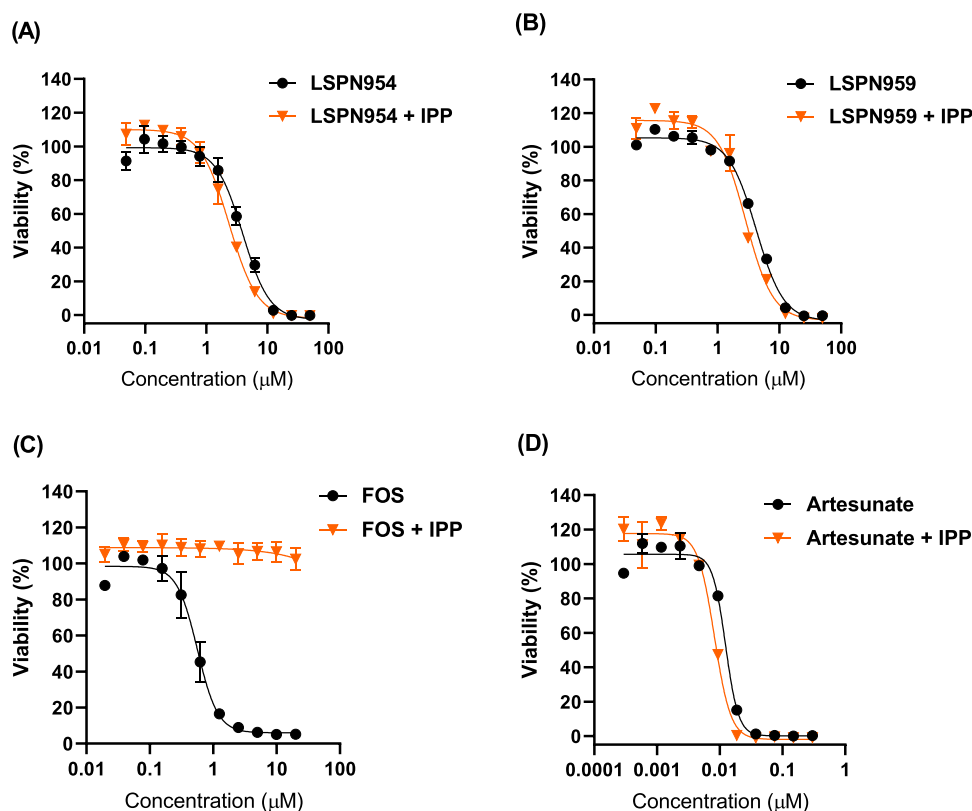 (A)
LSPN954
LSPN954 + IPP
Viability (%)
140
120
100
80
60
40
20
0
0.01 0.1 1 10 100
Concentration (μM)
(B)
LSPN959
LSPN959 + IPP
Viability (%)
140
120
100
80
60
40
20
0
0.01 0.1 1 10 100
Concentration (μM)
(C)
FOS
FOS + IPP
Viability (%)
140
120
100
80
60
40
20
0
0.01 0.1 1 10 100
Concentration (μM)
(D)
Artesunate
Artesunate + IPP
Viability (%)
140
120
100
80
60
40
20
0
0.0001 0.001 0.01 0.1 1
Concentration (μM)